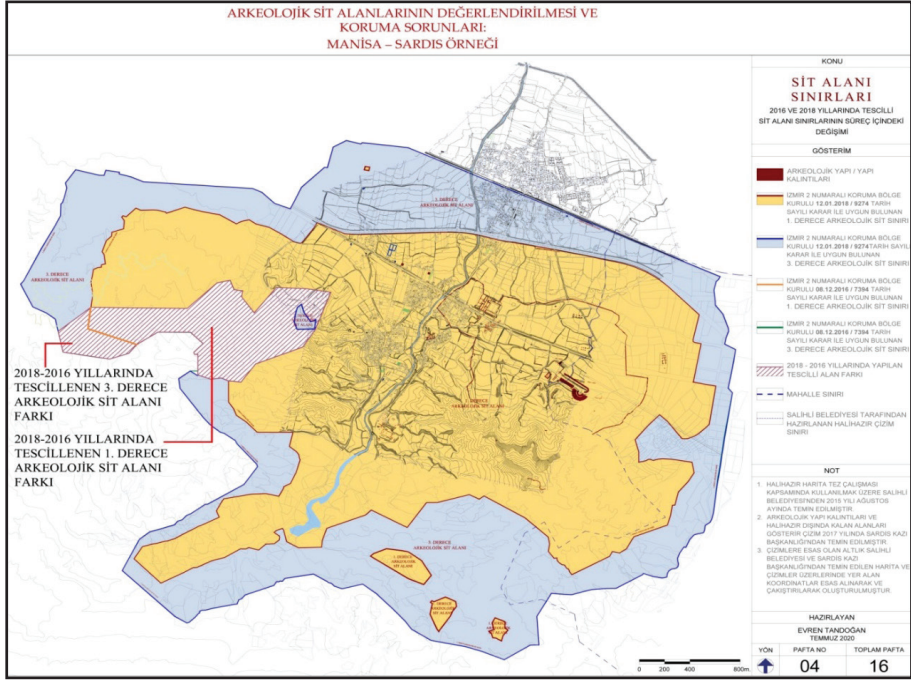 ARKEOLOJİK SİT ALANLARININ DEĞERLENDİRİLMESİ VE
KORUMA SORUNLARI:
MANİSA – SARDIS ÖRNEĞİ
KONU
SİT ALANI
SINIRLARI
2016 VE 2018 YILLARINDA TESCİLLİ
SİT ALANI SINIRLARININ SÜREÇ İÇİNDEKİ
DEĞİŞİMİ
GÖSTERİM
ARKEOLOJİK YAPI / YAPI
KALINTILARI
İZMİR 2 NUMARALI KORUMA BÖLGE
KURULU 12.01.2018 / 9274 TARİH
SAYILI KARAR İLE UYGUN BULUNAN
1. DERECE ARKEOLOJİK SİT SINIRI
İZMİR 2 NUMARALI KORUMA BÖLGE
KURULU 12.01.2018 / 9274 TARİH SAYILI
KARAR İLE UYGUN BULUNAN
3. DERECE ARKEOLOJİK SİT SINIRI
İZMİR 2 NUMARALI KORUMA BÖLGE
KURULU 08.12.2016 / 7394 TARİH
SAYILI KARAR İLE UYGUN BULUNAN
1. DERECE ARKEOLOJİK SİT SINIRI
İZMİR 2 NUMARALI KORUMA BÖLGE
KURULU 08.12.2016 / 7394 TARİH
SAYILI KARAR İLE UYGUN BULUNAN
3. DERECE ARKEOLOJİK SİT SINIRI
2018 - 2016 YILLARINDA YAPILAN
TESCİLLİ ALAN FARKI
MAHALLE SINIRI
SALİHLİ BELEDİYESİ TARAFINDAN
HAZIRLANAN HALİHAZIR ÇİZİM
SINIRI
NOT
1. HALİHAZIR HARİTA TEZ ÇALIŞMASI
KAPSAMINDA KULLANILMAK ÜZERE SALİHLİ
BELEDİYESİ'NDEN 2015 YILI AĞUSTOS
AYINDA TEMİN EDİLMİŞTİR.
2. ARKEOLOJİK YAPI KALINTILARI VE
HALİHAZIR DIŞINDA KALAN ALANLARI
GÖSTERİR ÇİZİM 2017 YILINDA SARDIS KAZI
BAŞKANLIĞI'NDAN TEMİN EDİLMİŞTİR.
3. ÇİZİMLERE ESAS OLAN ALTLIK SALİHLİ
BELEDİYESİ VE SARDIS KAZI
BAŞKANLIĞI'NDAN TEMİN EDİLEN HARİTA VE
ÇİZİMLER ÜZERLERİNDE YER ALAN
KOORDİNATLAR ESAS ALINARAK VE
ÇAKIŞTIRILARAK OLUŞTURULMUŞTUR.
HAZIRLAYAN
EVREN TANDOĞAN
TEMMUZ 2020
YÖN
PAFTA NO
TOPLAM PAFTA
04
16
3. DERECE
ARKEOLOJİK SİT ALANI
3. DERECE
ARKEOLOJİK SİT ALANI
2018-2016 YILLARINDA
TESCİLLENEN 3. DERECE
ARKEOLOJİK SİT ALANI
FARKI
2018-2016 YILLARINDA
TESCİLLENEN 1. DERECE
ARKEOLOJİK SİT ALANI
FARKI
1. DERECE
ARKEOLOJİK SİT ALANI
3. DERECE
ARKEOLOJİK SİT ALANI
0 200 400 800m.